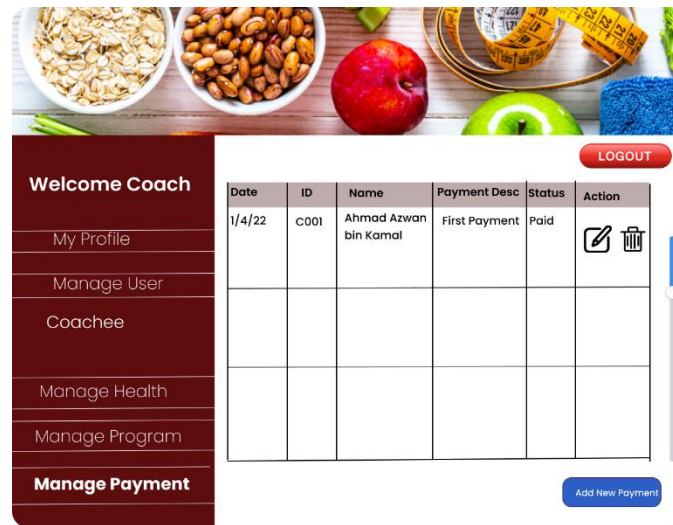 LOGOUT
Welcome Coach
My Profile
Manage User
Coachee
Manage Health
Manage Program
Manage Payment
Date ID Name Payment Desc Status Action
1/4/22 C001 Ahmad Azwan bin Kamal First Payment Paid
Add New Payment